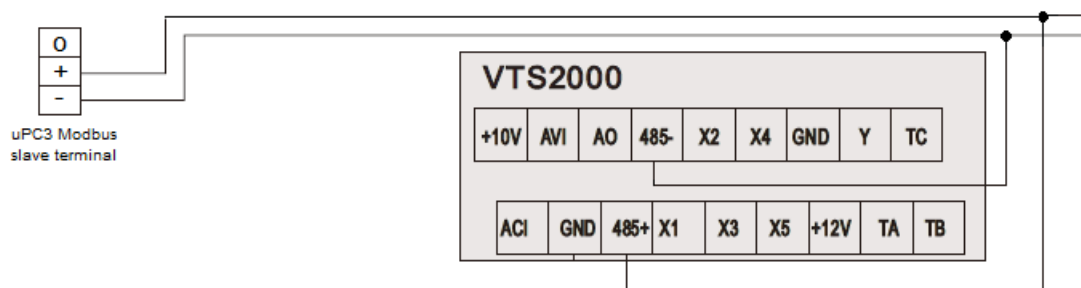 O
+
-
uPC3 Modbus
slave terminal
VTS2000
+10V AVI AO 485- X2 X4 GND Y TC
ACI GND 485+ X1 X3 X5 +12V TA TB